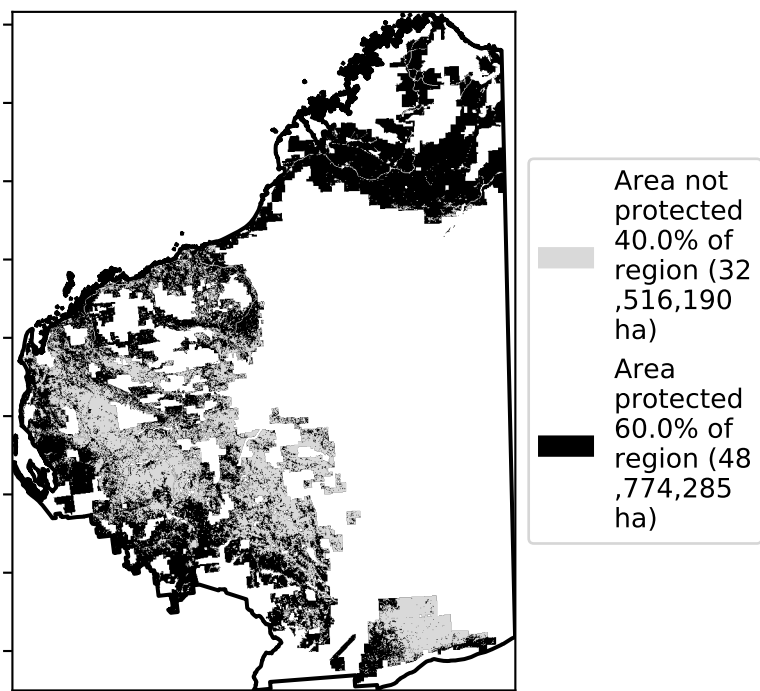 Area not
protected
40.0% of
region (32
,516,190
ha)
Area
protected
60.0% of
region (48
,774,285
ha)